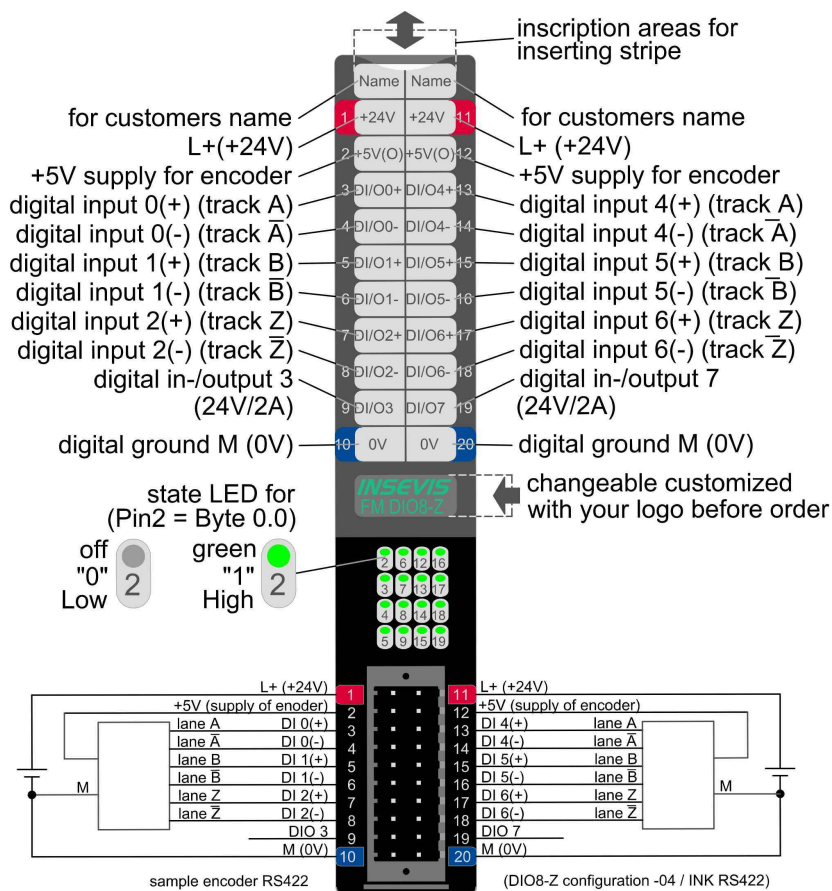 inscription areas for
inserting stripe
Name Name
for customers name
for customers name
1 +24V +24V 11
L+(+24V)
L+ (+24V)
2 +5V(O) +5V(O) 12
+5V supply for encoder
+5V supply for encoder
3 DI/O0+ DI/O4+ 13
digital input 0(+) (track A)
digital input 4(+) (track A)
4 DI/O0- DI/O4- 14
digital input 0(-) (track A̅)
digital input 4(-) (track A̅)
5 DI/O1+ DI/O5+ 15
digital input 1(+) (track B)
digital input 5(+) (track B)
6 DI/O1- DI/O5- 16
digital input 1(-) (track B̅)
digital input 5(-) (track B̅)
7 DI/O2+ DI/O6+ 17
digital input 2(+) (track Z)
digital input 6(+) (track Z)
8 DI/O2- DI/O6- 18
digital input 2(-) (track Z̅)
digital input 6(-) (track Z̅)
9 DI/O3 DI/O7 19
digital in-/output 3
(24V/2A)
digital in-/output 7
(24V/2A)
10 0V 0V 20
digital ground M (0V)
digital ground M (0V)
INSEVIS
FM DIO8-Z
changeable customized
with your logo before order
state LED for
(Pin2 = Byte 0.0)
off
"0"
Low
2
green
"1"
High
2
2 6 12 16
3 7 13 17
4 8 14 18
5 9 15 19
L+ (+24V) 1
+5V (supply of enoder) 2
lane A DI 0(+) 3
lane A̅ DI 0(-) 4
lane B DI 1(+) 5
lane B̅ DI 1(-) 6
lane Z DI 2(+) 7
lane Z̅ DI 2(-) 8
DIO 3 9
M (0V) 10
M
sample encoder RS422
11 L+ (+24V)
12 +5V (supply of encoder)
13 DI 4(+) lane A
14 DI 4(-) lane A̅
15 DI 5(+) lane B
16 DI 5(-) lane B̅
17 DI 6(+) lane Z
18 DI 6(-) lane Z̅
19 DIO 7
20 M (0V)
M
(DIO8-Z configuration -04 / INK RS422)